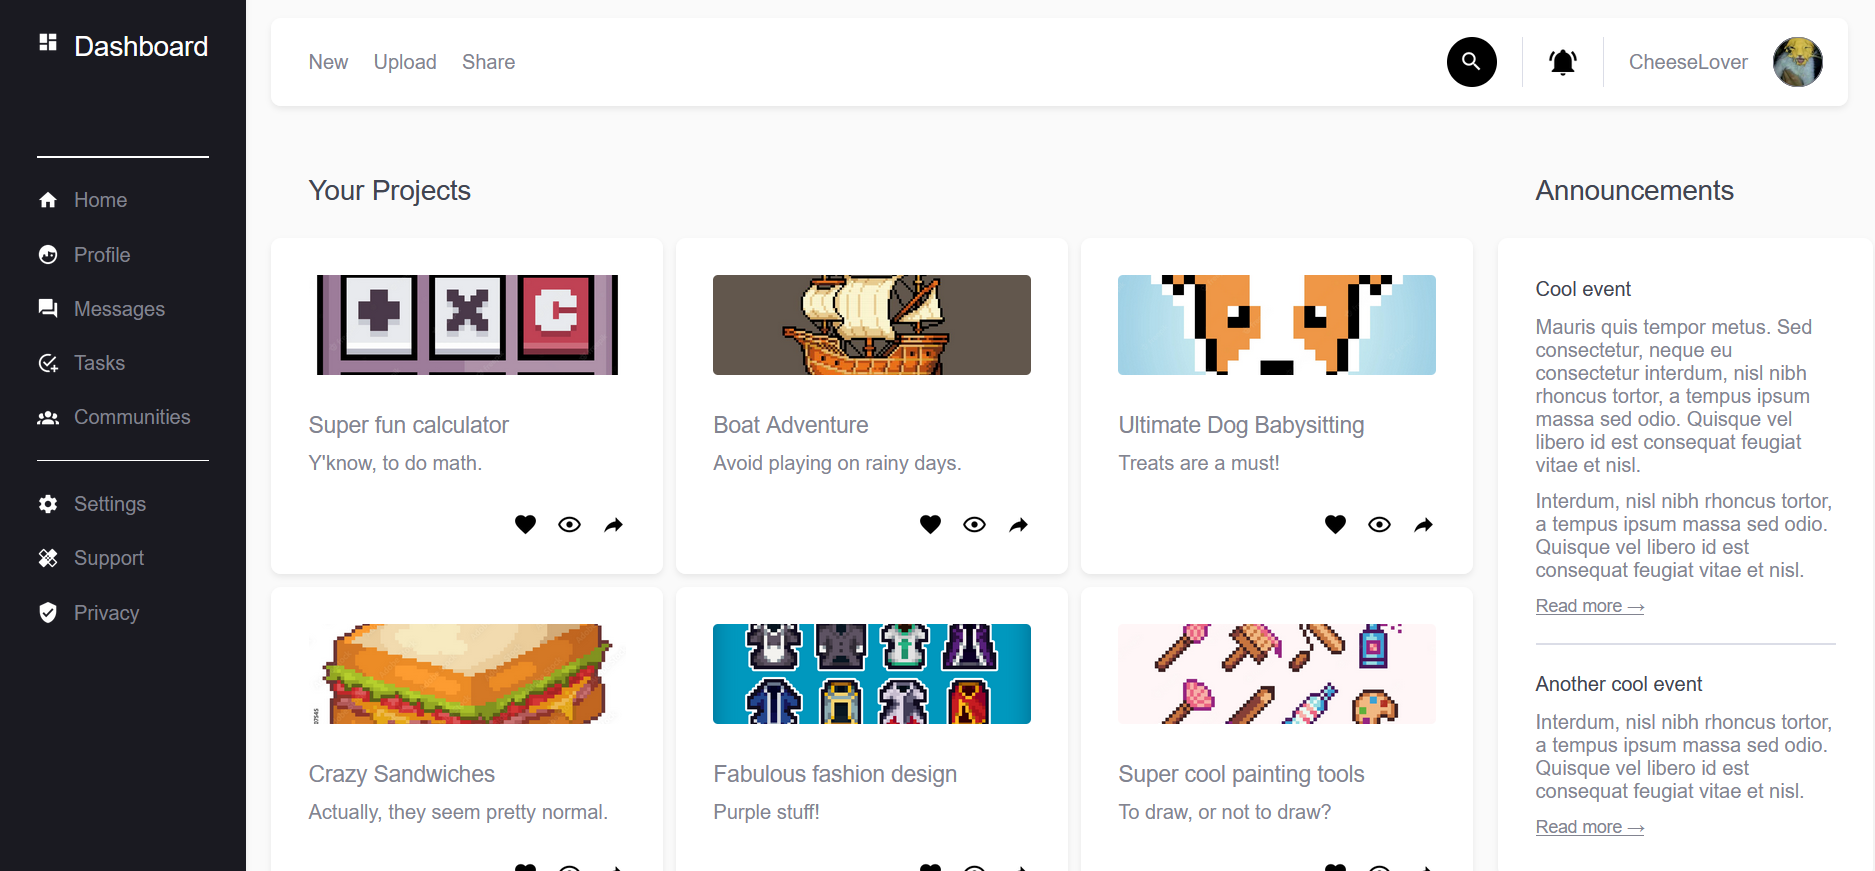 Dashboard
Home
Profile
Messages
Tasks
Communities
Settings
Support
Privacy
New Upload Share
CheeseLover
Your Projects
Super fun calculator
Y'know, to do math.
Boat Adventure
Avoid playing on rainy days.
Ultimate Dog Babysitting
Treats are a must!
Crazy Sandwiches
Actually, they seem pretty normal.
Fabulous fashion design
Purple stuff!
Super cool painting tools
To draw, or not to draw?
Announcements
Cool event
Mauris quis tempor metus. Sed
consectetur, neque eu
consectetur interdum, nisl nibh
rhoncus tortor, a tempus ipsum
massa sed odio. Quisque vel
libero id est consequat feugiat
vitae et nisl.
Interdum, nisl nibh rhoncus tortor,
a tempus ipsum massa sed odio.
Quisque vel libero id est
consequat feugiat vitae et nisl.
Read more →
Another cool event
Interdum, nisl nibh rhoncus tortor,
a tempus ipsum massa sed odio.
Quisque vel libero id est
consequat feugiat vitae et nisl.
Read more →